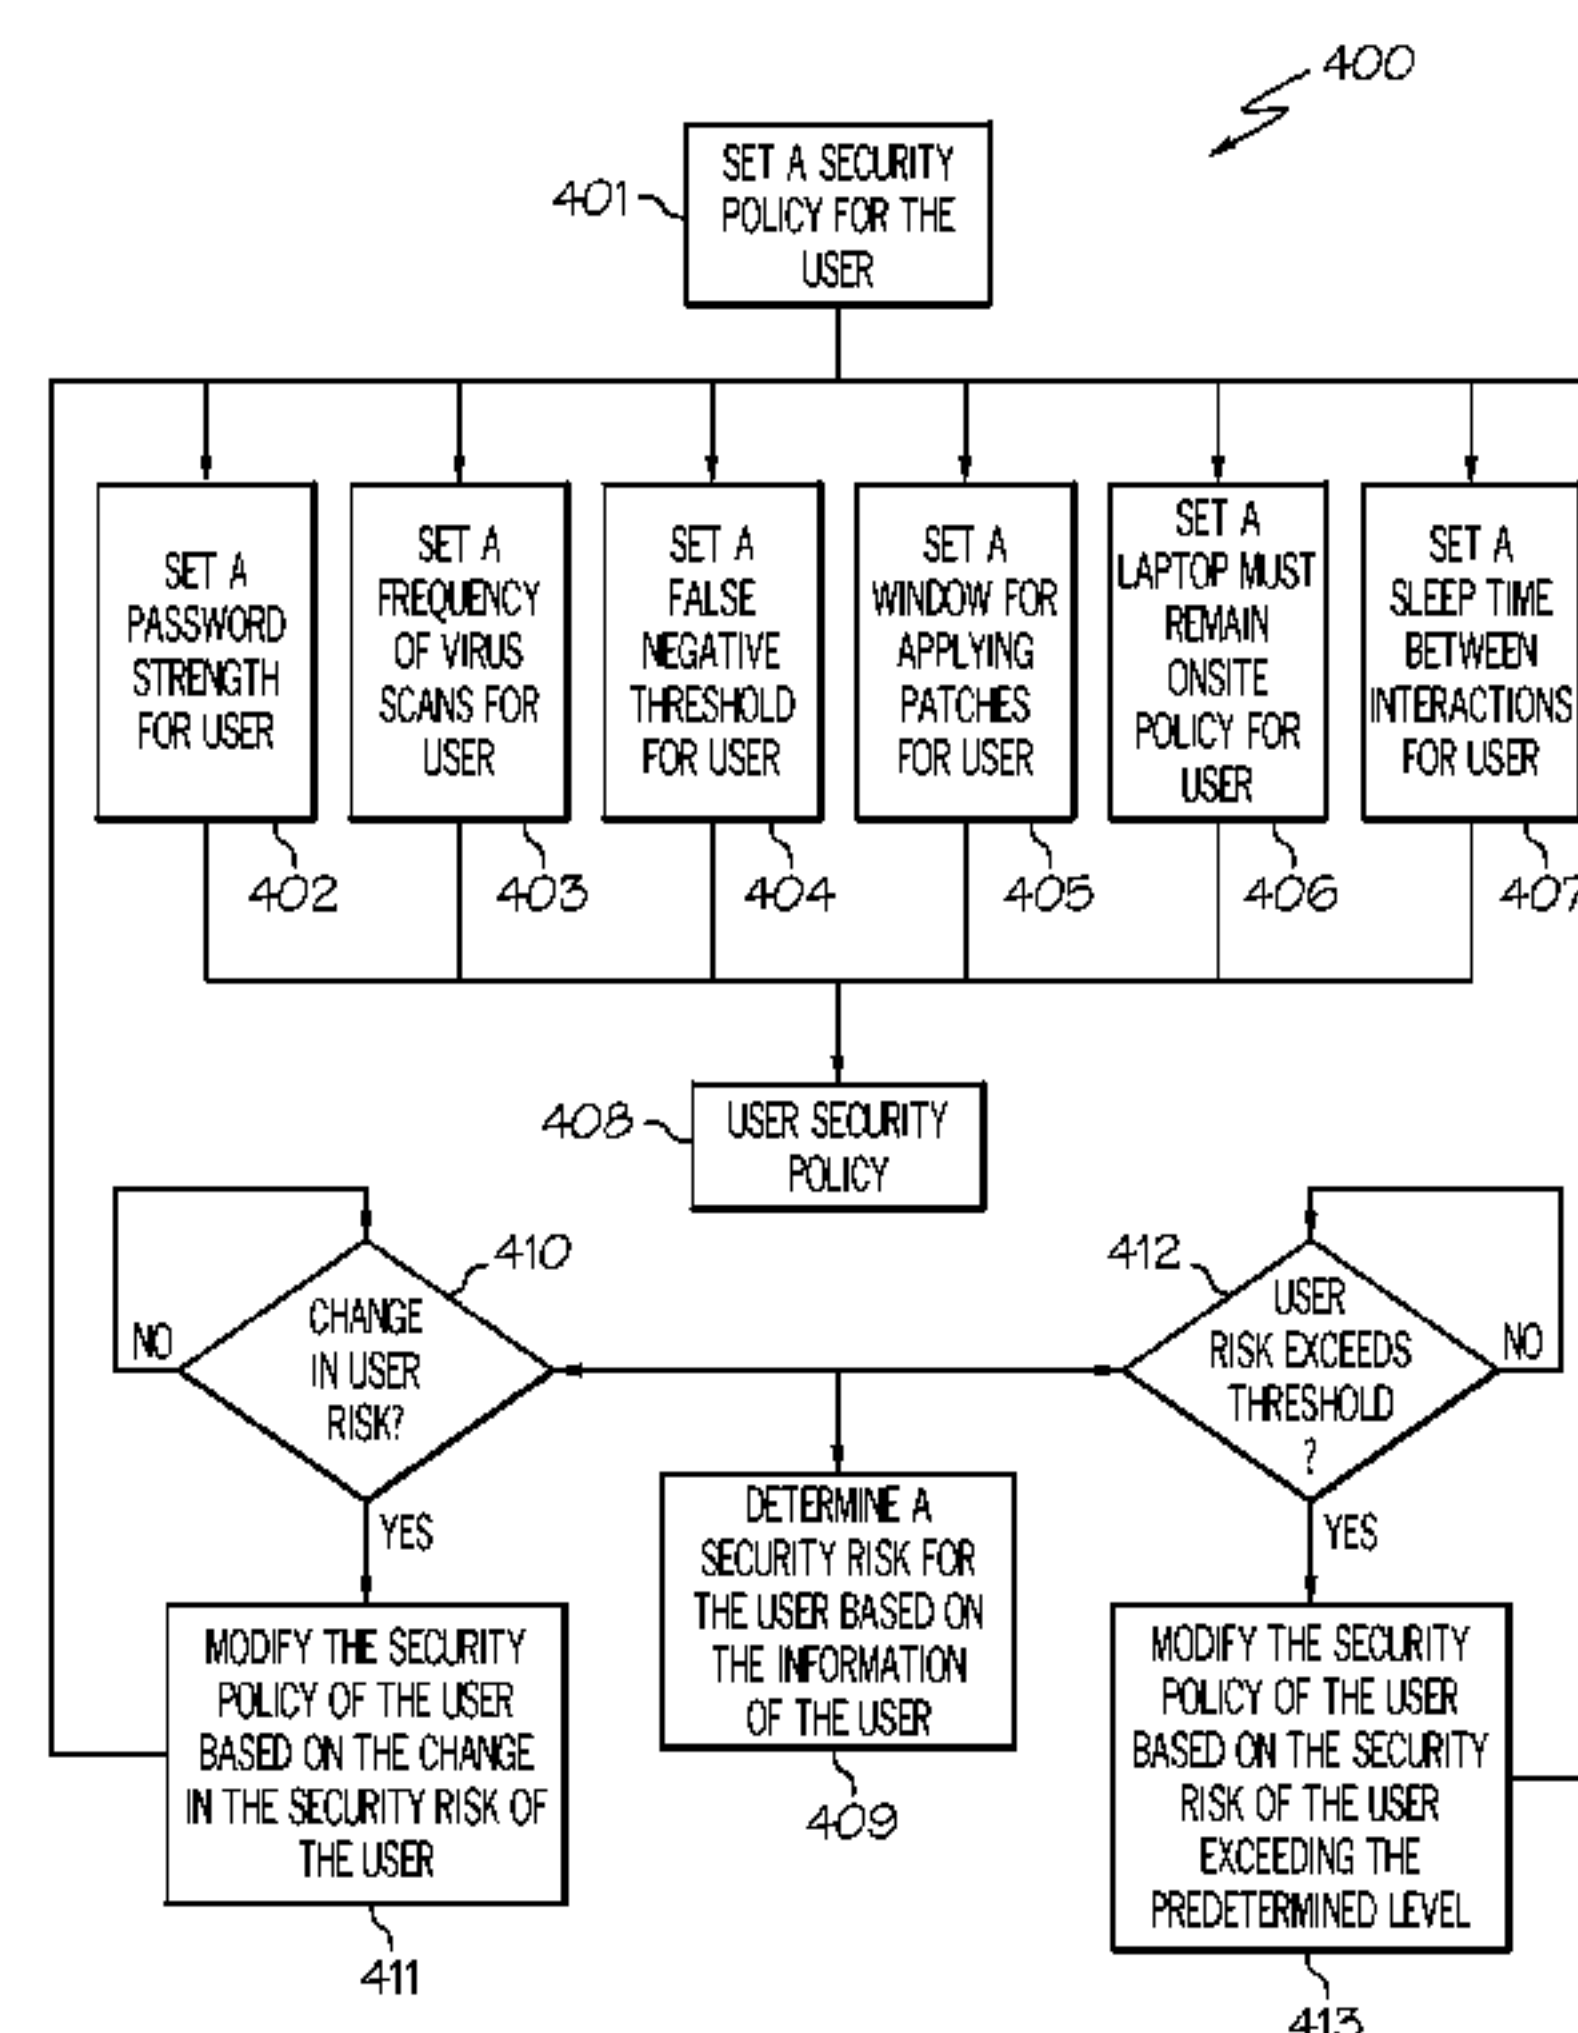 400
401
SET A SECURITY
POLICY FOR THE
USER
SET A
PASSWORD
STRENGTH
FOR USER
402
SET A
FREQUENCY
OF VIRUS
SCANS FOR
USER
403
SET A
FALSE
NEGATIVE
THRESHOLD
FOR USER
404
SET A
WINDOW FOR
APPLYING
PATCHES
FOR USER
405
SET A
LAPTOP MUST
REMAIN
ONSITE
POLICY FOR
USER
406
SET A
SLEEP TIME
BETWEEN
INTERACTIONS
FOR USER
407
408
USER SECURITY
POLICY
410
CHANGE
IN USER
RISK?
NO
YES
412
USER
RISK EXCEEDS
THRESHOLD
?
NO
YES
MODIFY THE SECURITY
POLICY OF THE USER
BASED ON THE CHANGE
IN THE SECURITY RISK OF
THE USER
411
DETERMINE A
SECURITY RISK FOR
THE USER BASED ON
THE INFORMATION
OF THE USER
409
MODIFY THE SECURITY
POLICY OF THE USER
BASED ON THE SECURITY
RISK OF THE USER
EXCEEDING THE
PREDETERMINED LEVEL
413